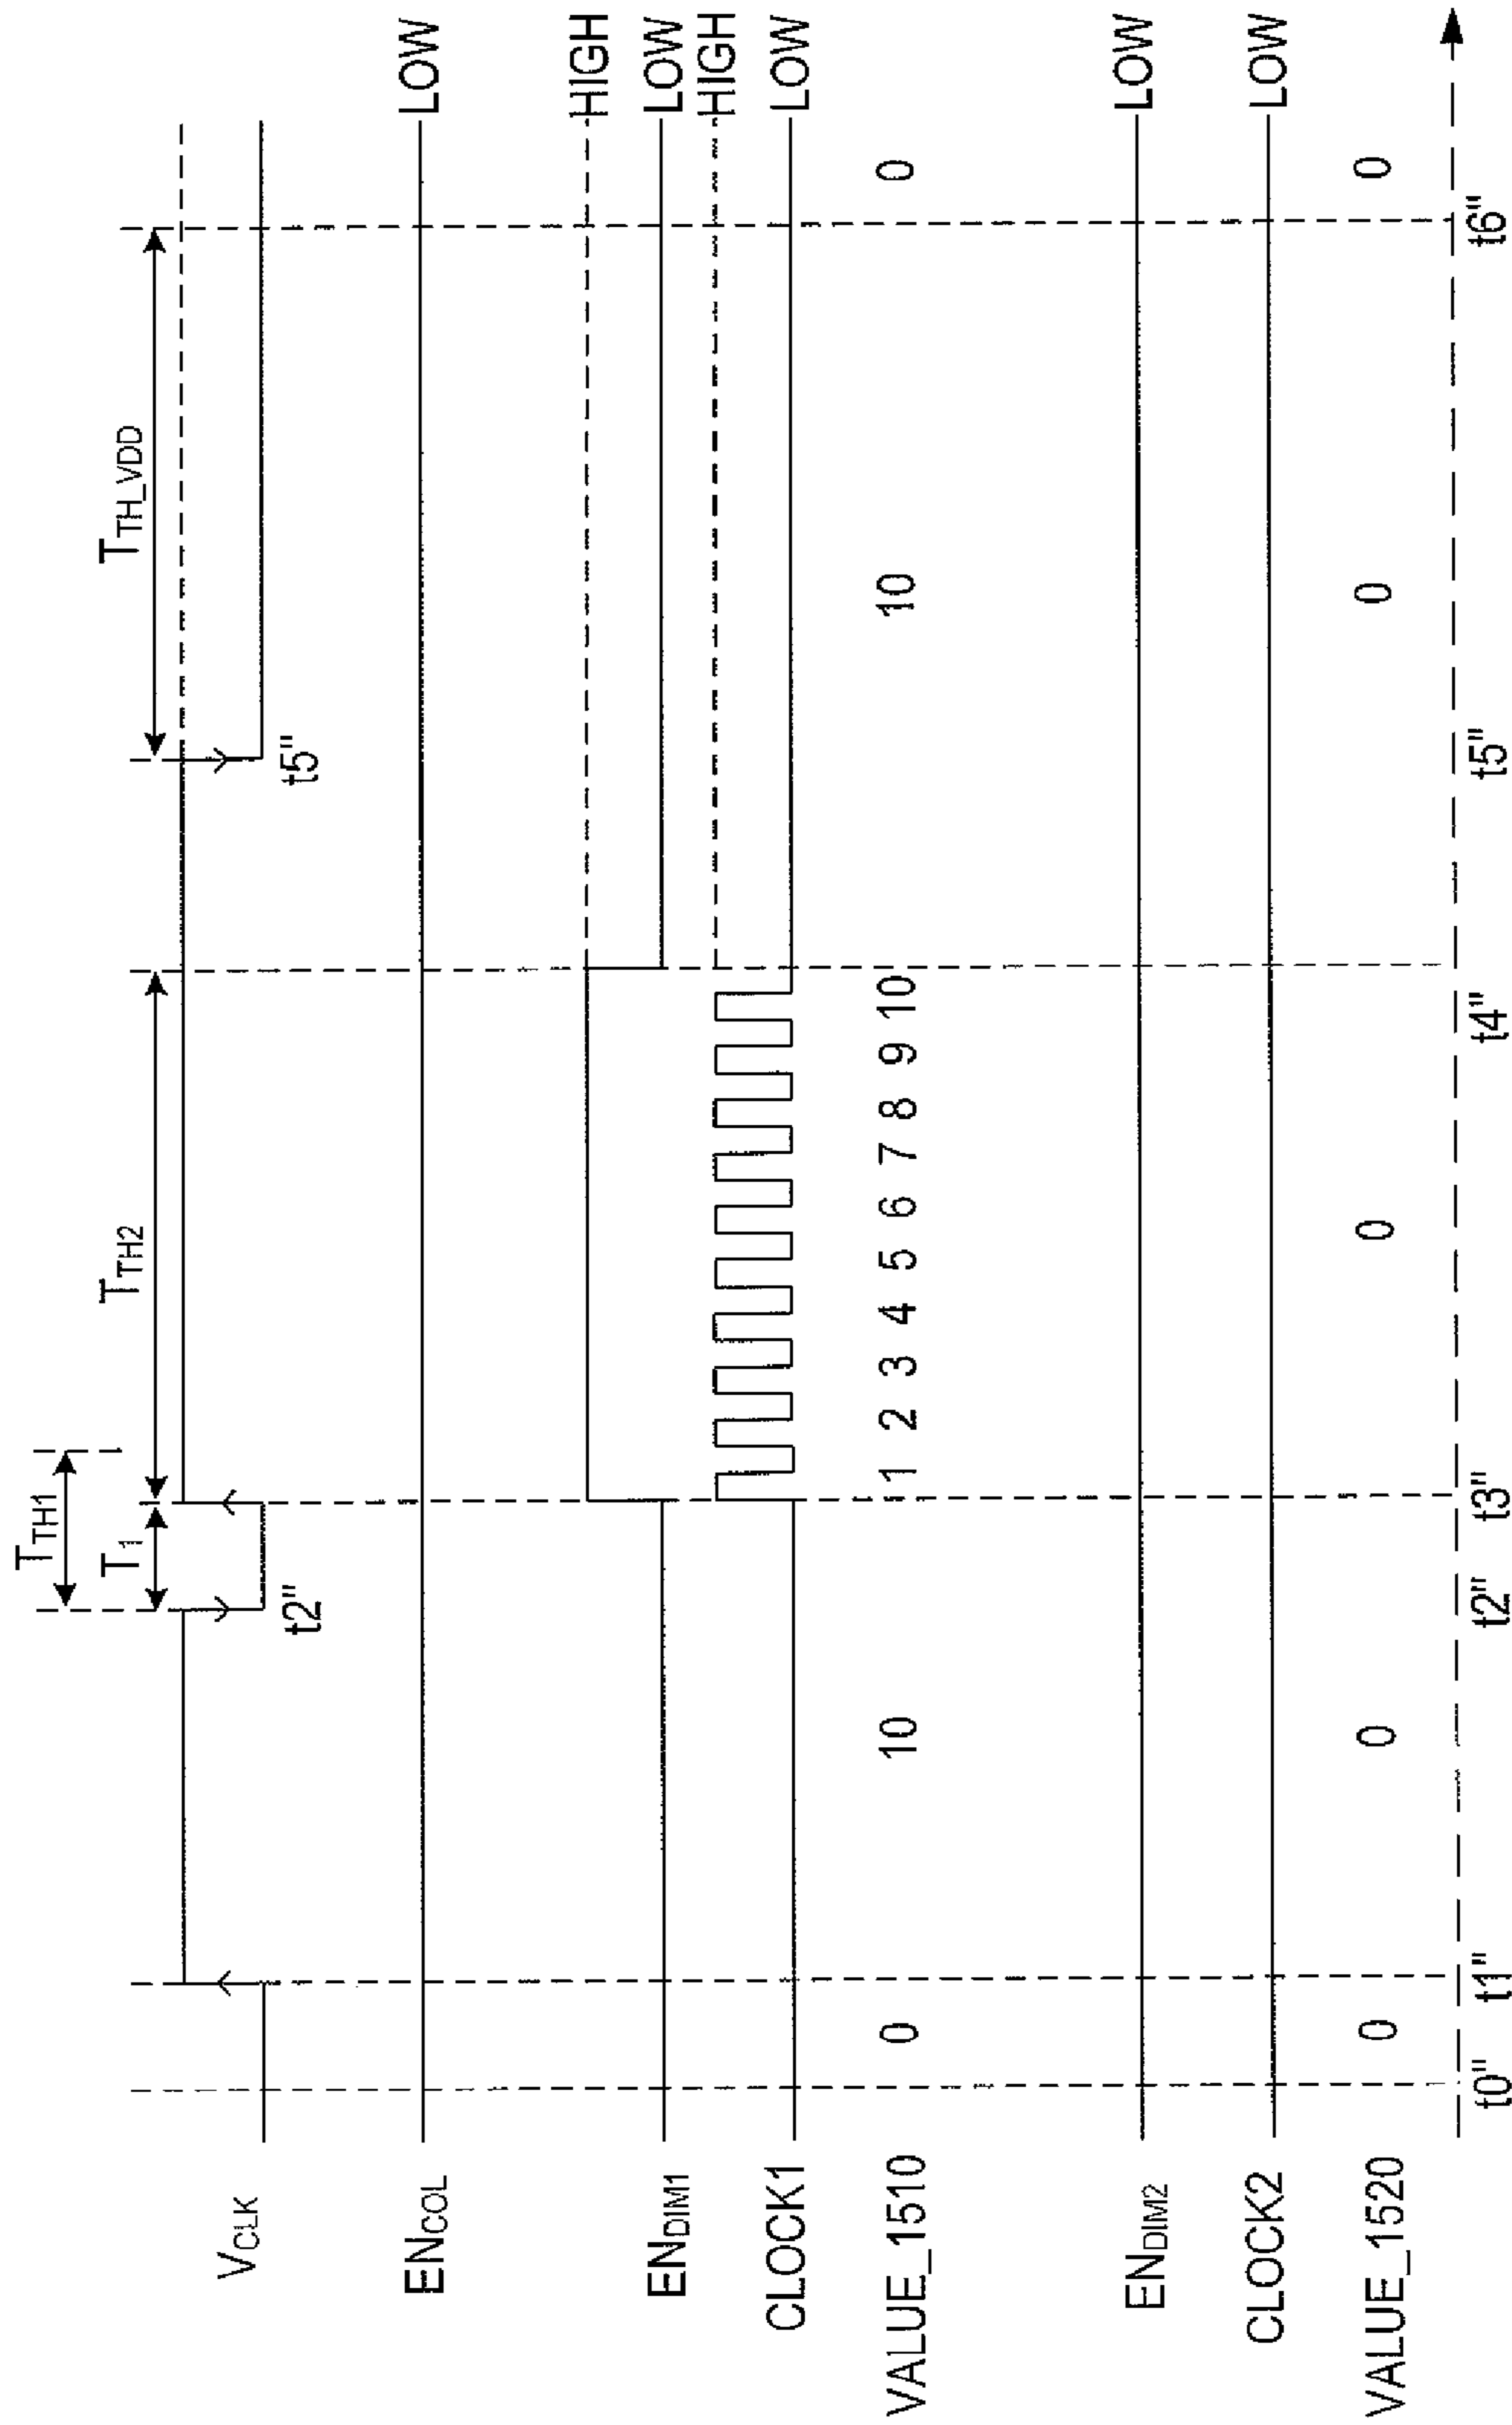 T_TH1
T_1 T_TH2 T_TH_VDD
V_CLK
t2" t5"
EN_COL LOW
HIGH
EN_DIM1 LOW
HIGH
CLOCK1 LOW
VALUE_1510 0 10 1 2 3 4 5 6 7 8 9 10 10 0
EN_DIM2 LOW
CLOCK2 LOW
VALUE_1520 0 0 0 0 0
t0" t1" t2" t3" t4" t5" t6"